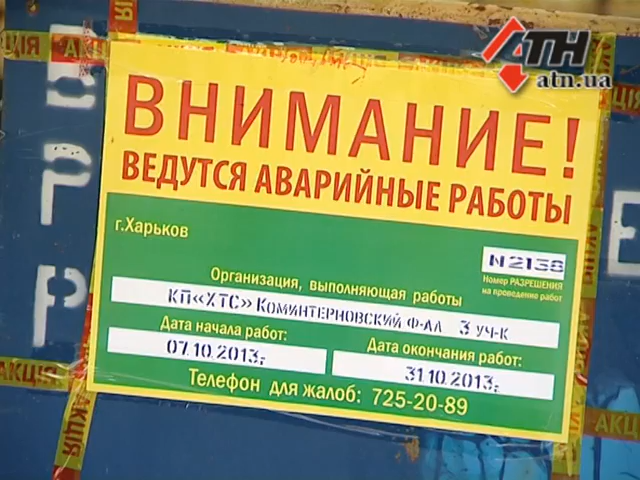 АТН
atn.ua
АКЦІЯ
ВНИМАНИЕ!
ВЕДУТСЯ АВАРИЙНЫЕ РАБОТЫ
г.Харьков
N2138
Номер РАЗРЕШЕНИЯ
на проведение работ
Организация, выполняющая работы
КП«ХТС» Коминтерновский ф-ал 3 уч-к
Дата начала работ:
07.10.2013г.
Дата окончания работ:
31.10.2013г.
Телефон для жалоб: 725-20-89
АКЦІЯ
АКЦІЯ